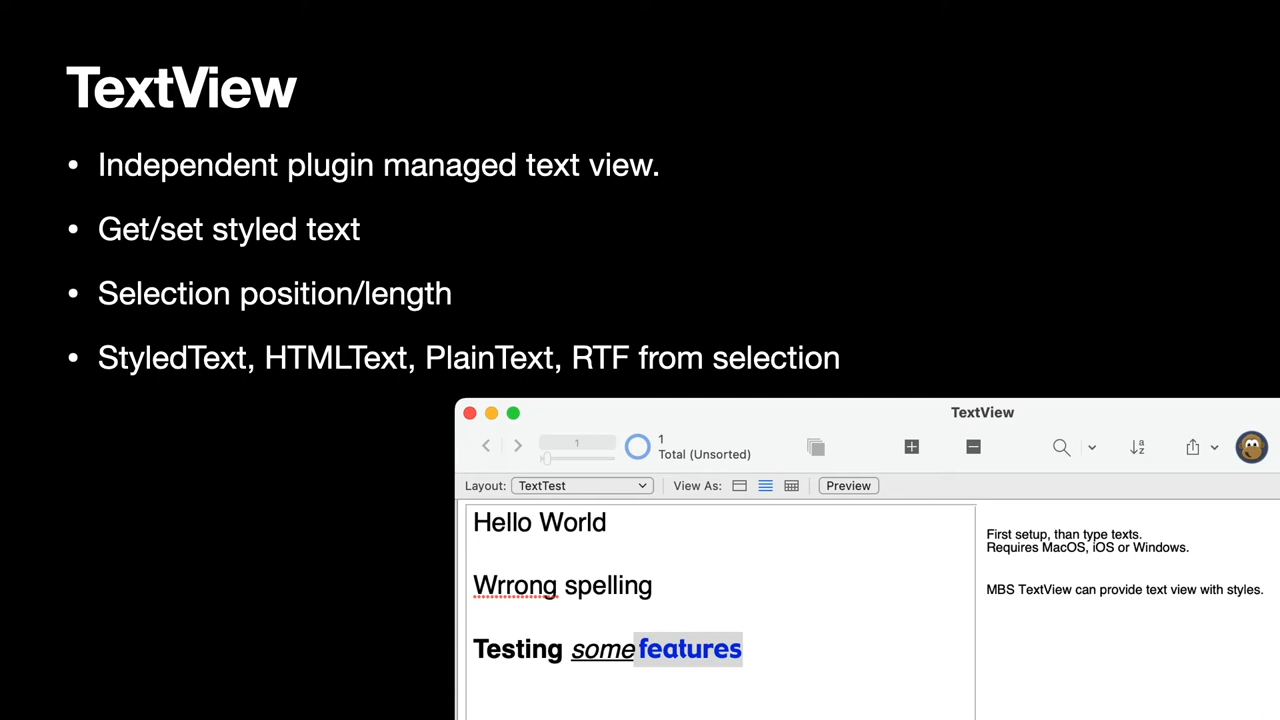 TextView
• Independent plugin managed text view.
• Get/set styled text
• Selection position/length
• StyledText, HTMLText, PlainText, RTF from selection
TextView
1
1
Total (Unsorted)
Layout: TextTest View As: Preview
Hello World
First setup, than type texts.
Requires MacOS, iOS or Windows.
Wrrong spelling
MBS TextView can provide text view with styles.
Testing some features